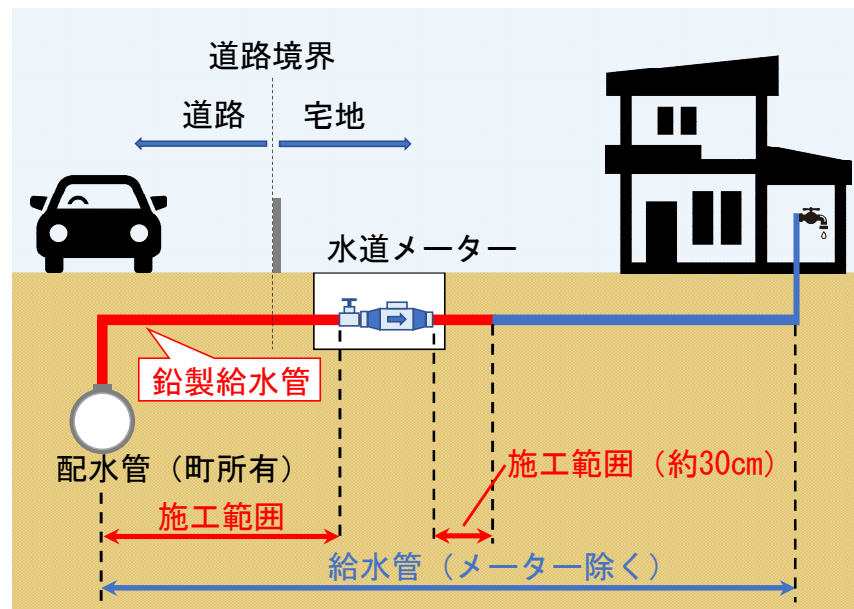 道路境界
道路
宅地
水道メーター
鉛製給水管
配水管（町所有）
施工範囲（約30cm）
施工範囲
給水管（メーター除く）